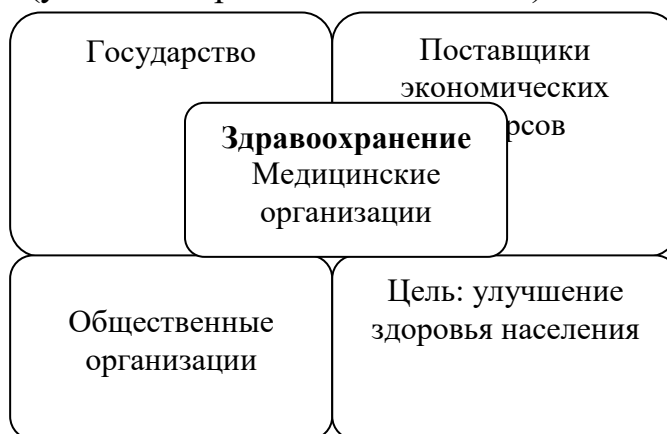 Государство
Поставщики
экономических
рсов
Здравоохранение
Медицинские
организации
Общественные
организации
Цель: улучшение
здоровья населения